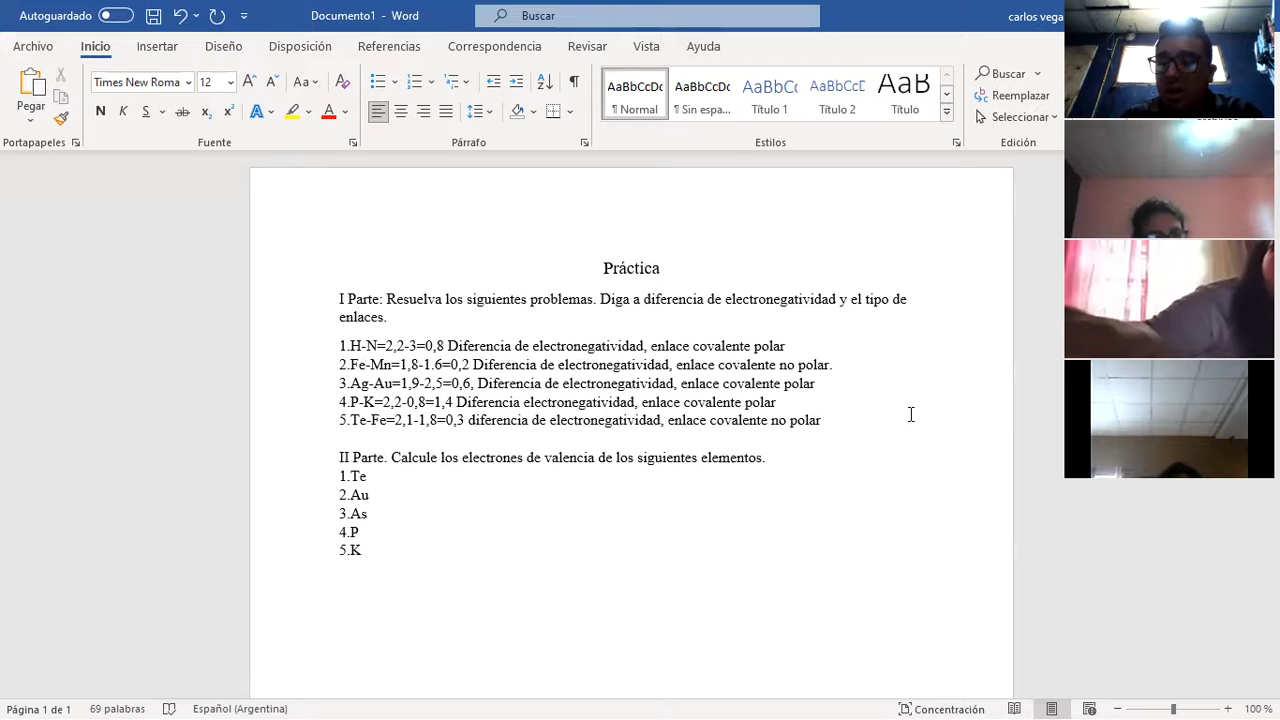 Autoguardado
Documento1 - Word
Buscar
carlos vega
Archivo Inicio Insertar Diseño Disposición Referencias Correspondencia Revisar Vista Ayuda
Pegar
Times New Roma 12
Aa
N K S ab x₂ x²
AaBbCcDc AaBbCcDc AaBbCc AaBbCcD AaB
¶ Normal ¶ Sin espa... Título 1 Título 2 Título
Buscar
Reemplazar
Seleccionar
Portapapeles Fuente Párrafo Estilos Edición
Práctica
I Parte: Resuelva los siguientes problemas. Diga a diferencia de electronegatividad y el tipo de
enlaces.
1.H-N=2,2-3=0,8 Diferencia de electronegatividad, enlace covalente polar
2.Fe-Mn=1,8-1.6=0,2 Diferencia de electronegatividad, enlace covalente no polar.
3.Ag-Au=1,9-2,5=0,6, Diferencia de electronegatividad, enlace covalente polar
4.P-K=2,2-0,8=1,4 Diferencia electronegatividad, enlace covalente polar
5.Te-Fe=2,1-1,8=0,3 diferencia de electronegatividad, enlace covalente no polar
II Parte. Calcule los electrones de valencia de los siguientes elementos.
1.Te
2.Au
3.As
4.P
5.K
Página 1 de 1 69 palabras Español (Argentina) Concentración 100 %